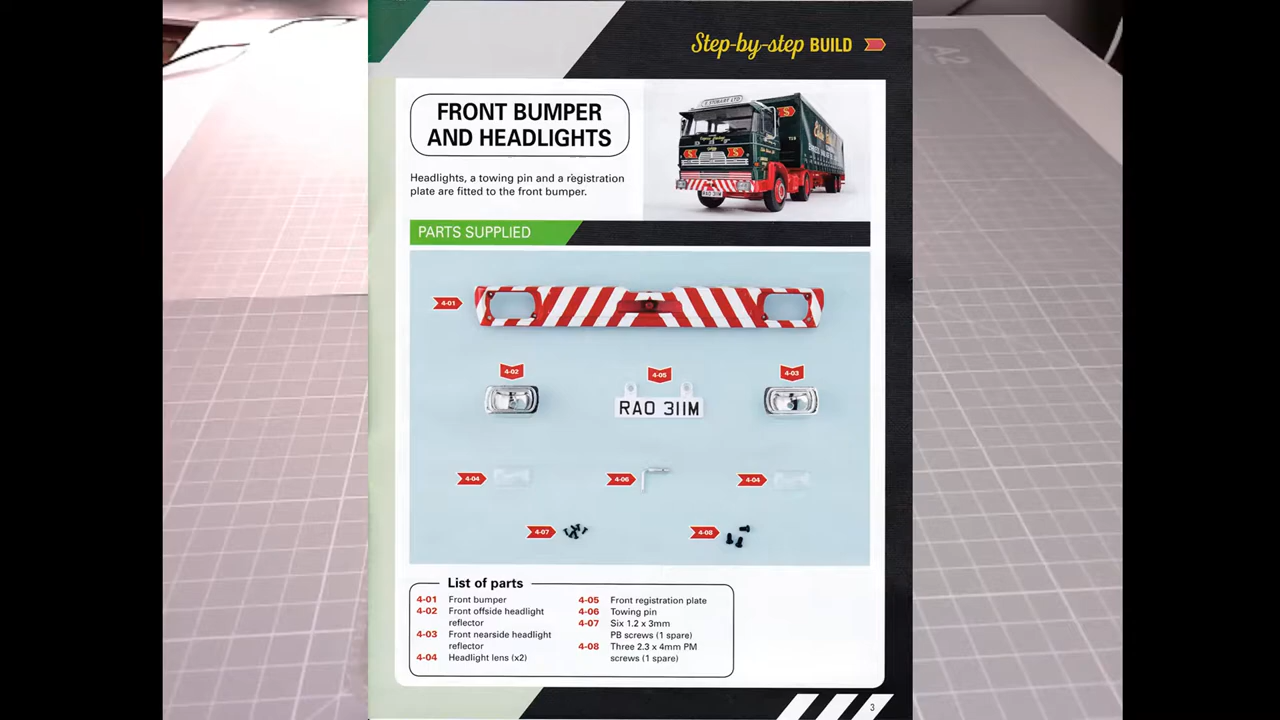 Step-by-step BUILD
FRONT BUMPER
AND HEADLIGHTS
Headlights, a towing pin and a registration
plate are fitted to the front bumper.
E. STOBART LTD
S
S
S
RAO 311M
PARTS SUPPLIED
4-01
4-02
4-05
4-03
RAO 311M
4-04
4-06
4-04
4-07
4-08
List of parts
4-01 Front bumper
4-02 Front offside headlight
reflector
4-03 Front nearside headlight
reflector
4-04 Headlight lens (x2)
4-05 Front registration plate
4-06 Towing pin
4-07 Six 1.2 x 3mm
PB screws (1 spare)
4-08 Three 2.3 x 4mm PM
screws (1 spare)
3
A2